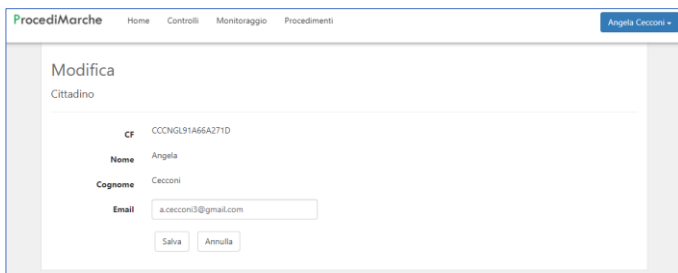 ProcediMarche Home Controlli Monitoraggio Procedimenti Angela Cecconi
Modifica
Cittadino
CF CCCNGL91A66A271D
Nome Angela
Cognome Cecconi
Email a.cecconi3@gmail.com
Salva Annulla